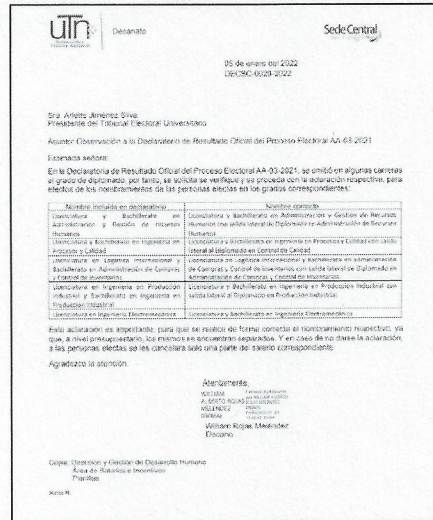 UTN
Universidad
Técnica Nacional
Decanato
Sede Central
05 de enero del 2022
DECSC-0029-2022
Sra. Arlette Jiménez Silva
Presidente del Tribunal Electoral Universitario
Asunto: Observación a la Declaratoria de Resultado Oficial del Proceso Electoral AA-03-2021
Estimada señora:
En la Declaratoria de Resultado Oficial del Proceso Electoral AA-03-2021, se omitió en algunas carreras
el grado de diplomado, por tanto, se solicita se verifique y se proceda con la aclaración respectiva, para
efectos de los nombramientos de las personas electas en los grados correspondientes:
Nombre incluido en declaratoria
Nombre correcto
Licenciatura y Bachillerato en
Administración y Gestión de Recursos
Humanos
Licenciatura y Bachillerato en Administración y Gestión de Recursos
Humanos con salida lateral de Diplomado en Administración de Recursos
Humanos
Licenciatura y Bachillerato en Ingeniería en
Procesos y Calidad
Licenciatura y Bachillerato en Ingeniería en Procesos y Calidad con salida
lateral al Diplomado en Control de Calidad
Licenciatura en Logística Internacional y
Bachillerato en Administración de Compras
y Control de Inventarios
Licenciatura en Logística Internacional y Bachillerato en administración
de Compras y Control de Inventarios con salida lateral de Diplomado en
Administración de Compras y Control de Inventarios
Licenciatura en Ingeniería en Producción
Industrial y Bachillerato en Ingeniería en
Producción Industrial
Licenciatura y Bachillerato en Ingeniería en Producción Industrial con
salida lateral al Diplomado en Producción Industrial
Licenciatura en Ingeniería Electromecánica
Licenciatura y Bachillerato en Ingeniería Electromecánica
Esta aclaración es importante, para que se realice de forma correcta el nombramiento respectivo, ya
que, a nivel presupuestario, los mismos se encuentran separados. Y en caso de no darse la aclaración,
a las personas electas se les cancelará solo una parte del salario correspondiente.
Agradezco la atención.
Atentamente,
WILLIAM
ALBERTO ROJAS
MELENDEZ
(FIRMA)
William Rojas Meléndez
Decano
Copia: Dirección y Gestión de Desarrollo Humano
Área de Salarios e Incentivos
Planillas